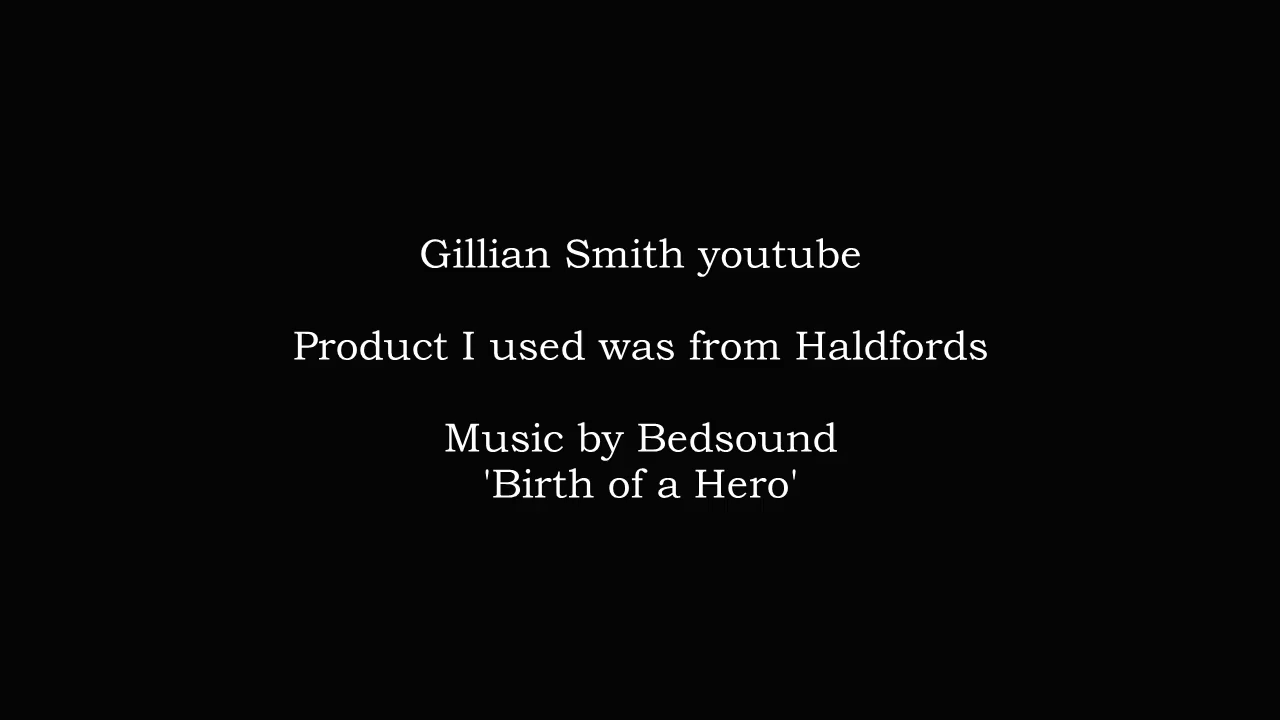 Gillian Smith youtube
Product I used was from Haldfords
Music by Bedsound
'Birth of a Hero'